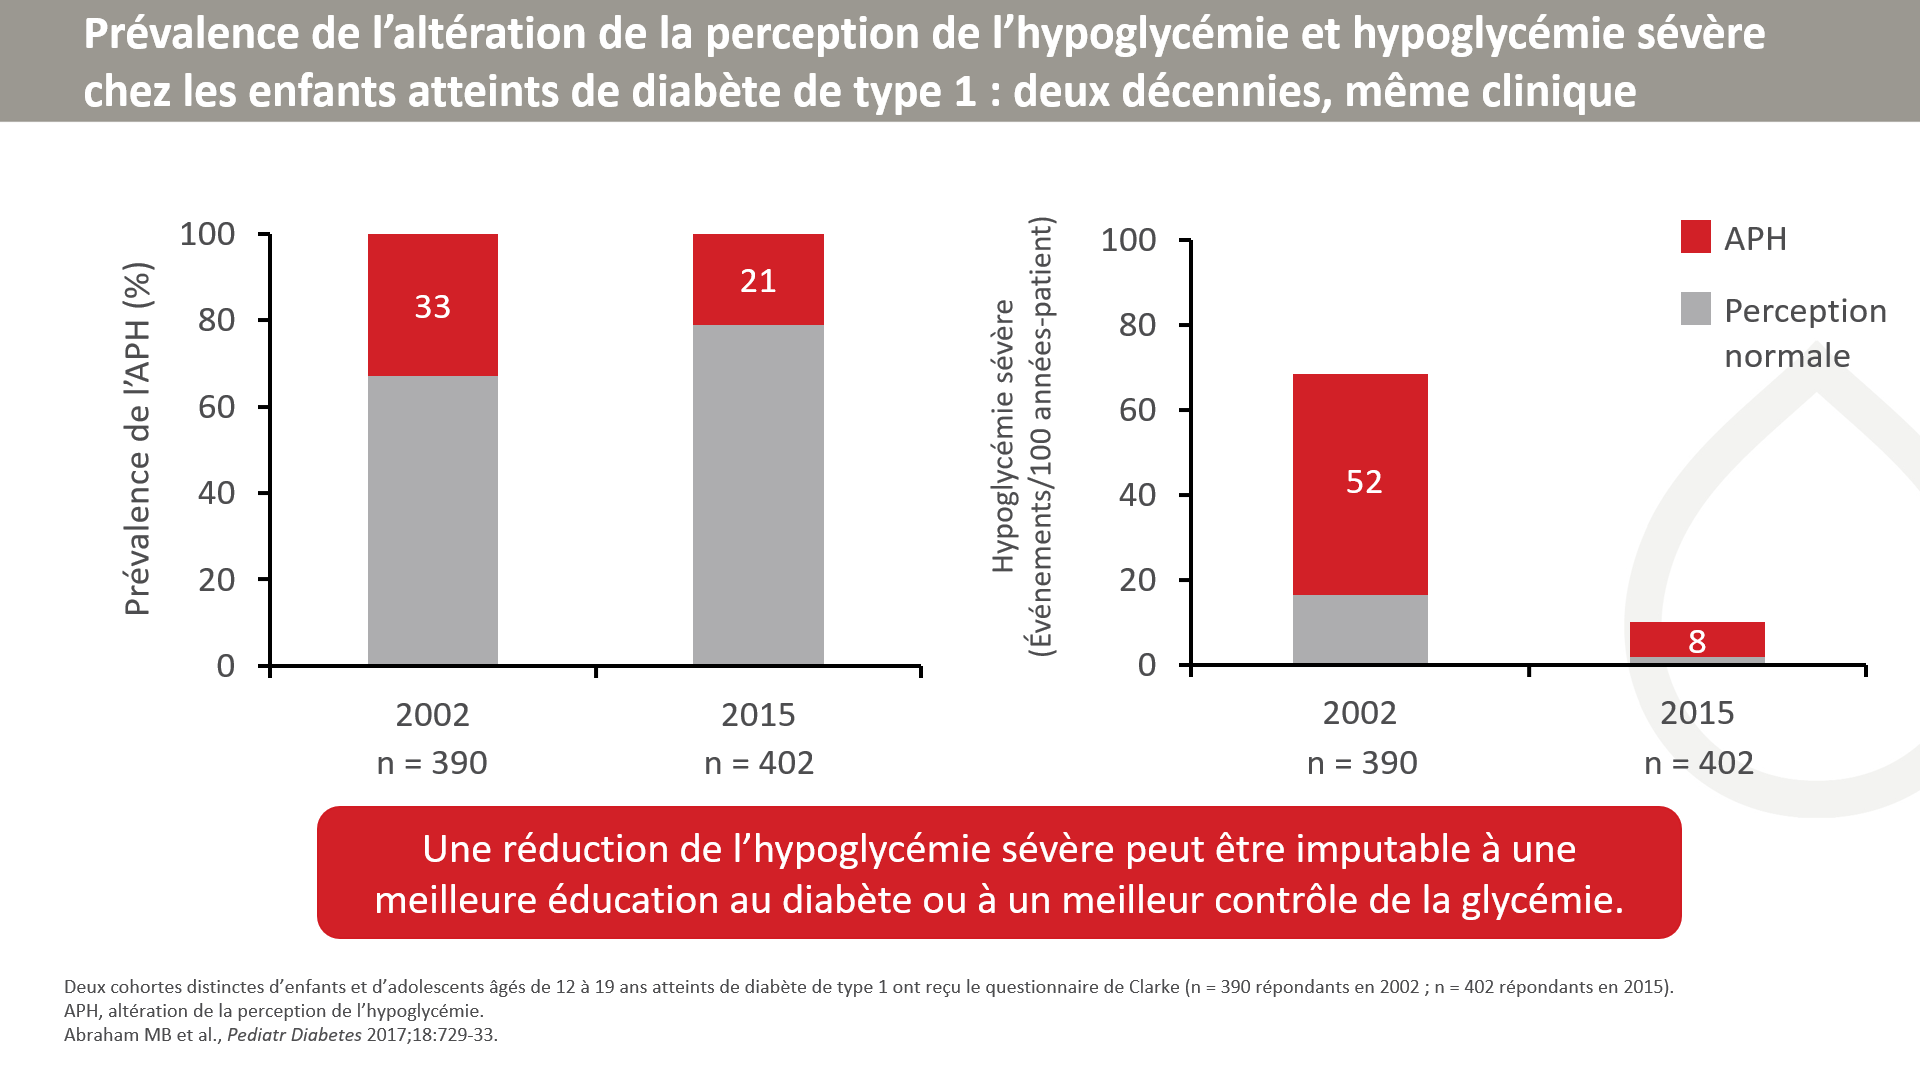 Prévalence de l’altération de la perception de l’hypoglycémie et hypoglycémie sévère
chez les enfants atteints de diabète de type 1 : deux décennies, même clinique
Prévalence de l’APH (%)
100
80
60
40
20
0
33
21
2002
2015
n = 390
n = 402
Hypoglycémie sévère
(Événements/100 années-patient)
100
80
60
40
20
0
52
8
2002
2015
n = 390
n = 402
APH
Perception
normale
Une réduction de l’hypoglycémie sévère peut être imputable à une
meilleure éducation au diabète ou à un meilleur contrôle de la glycémie.
Deux cohortes distinctes d’enfants et d’adolescents âgés de 12 à 19 ans atteints de diabète de type 1 ont reçu le questionnaire de Clarke (n = 390 répondants en 2002 ; n = 402 répondants en 2015).
APH, altération de la perception de l’hypoglycémie.
Abraham MB et al., Pediatr Diabetes 2017;18:729-33.